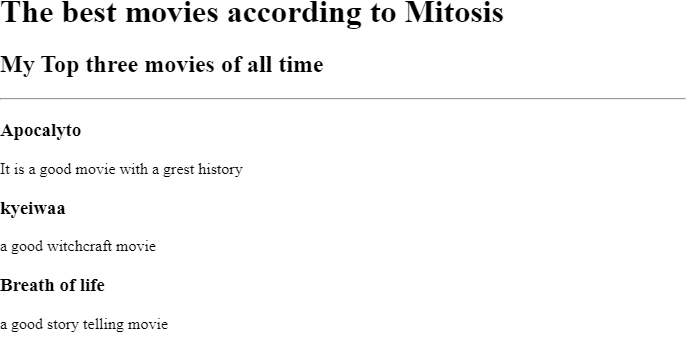 The best movies according to Mitosis
My Top three movies of all time
Apocalyto
It is a good movie with a grest history
kyeiwaa
a good witchcraft movie
Breath of life
a good story telling movie